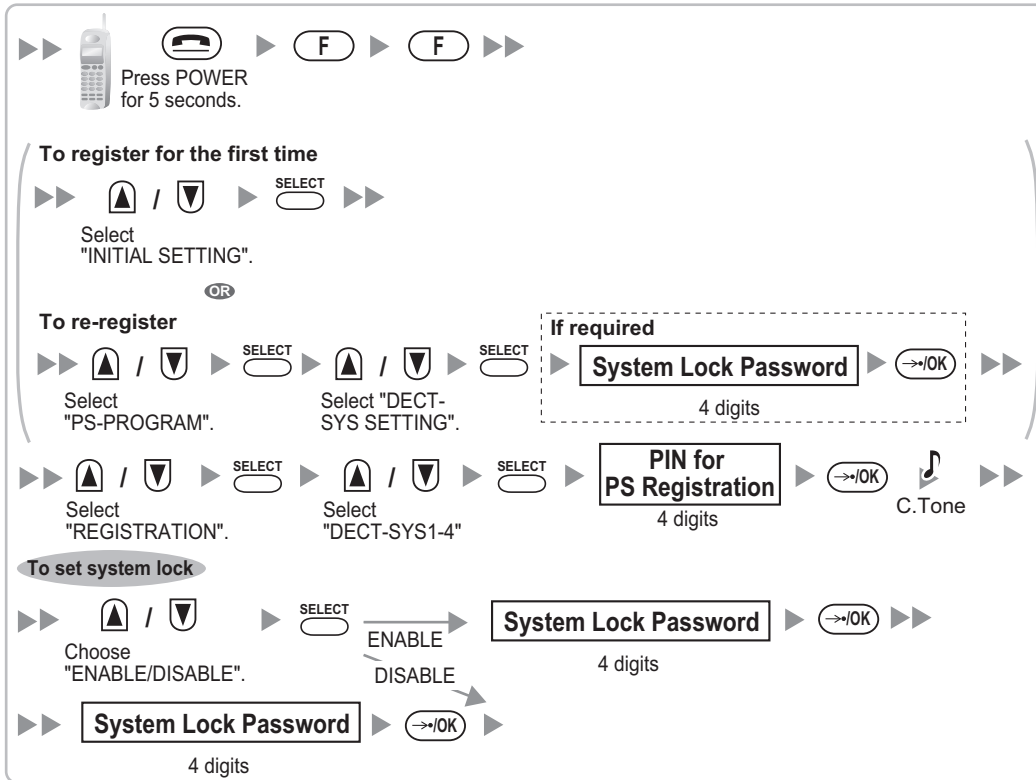 F F
Press POWER
for 5 seconds.
To register for the first time
/ SELECT
Select
"INITIAL SETTING".
OR
To re-register
If required
/ SELECT / SELECT System Lock Password /OK
4 digits
Select
"PS-PROGRAM".
Select "DECT-
SYS SETTING".
/ SELECT / SELECT PIN for
PS Registration /OK
4 digits
C.Tone
Select
"REGISTRATION".
Select
"DECT-SYS1-4"
To set system lock
/ SELECT ENABLE System Lock Password /OK
4 digits
Choose
"ENABLE/DISABLE".
DISABLE
System Lock Password /OK
4 digits